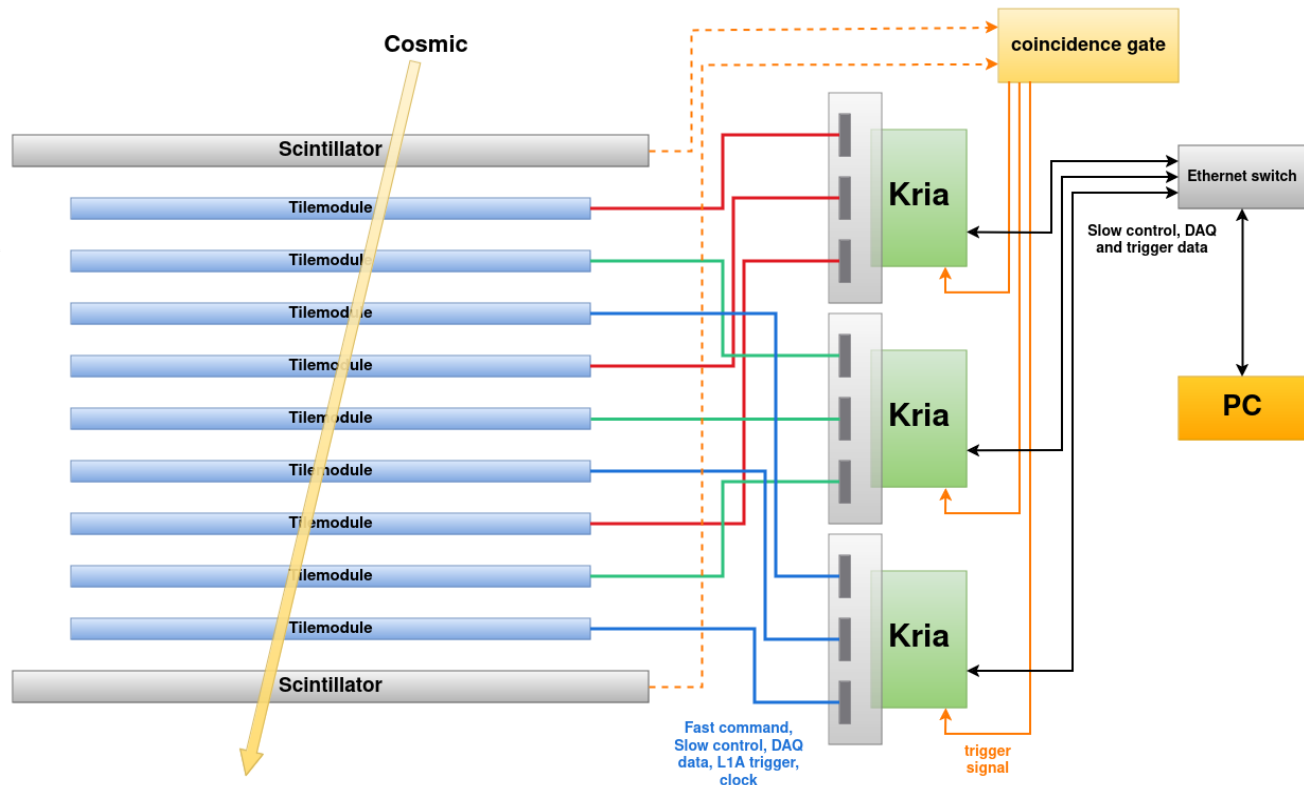 Cosmic
coincidence gate
Scintillator
Tilemodule
Tilemodule
Tilemodule
Tilemodule
Tilemodule
Tilemodule
Tilemodule
Tilemodule
Tilemodule
Scintillator
Kria
Kria
Kria
Ethernet switch
Slow control, DAQ
and trigger data
PC
Fast command,
Slow control, DAQ
data, L1A trigger,
clock
trigger
signal